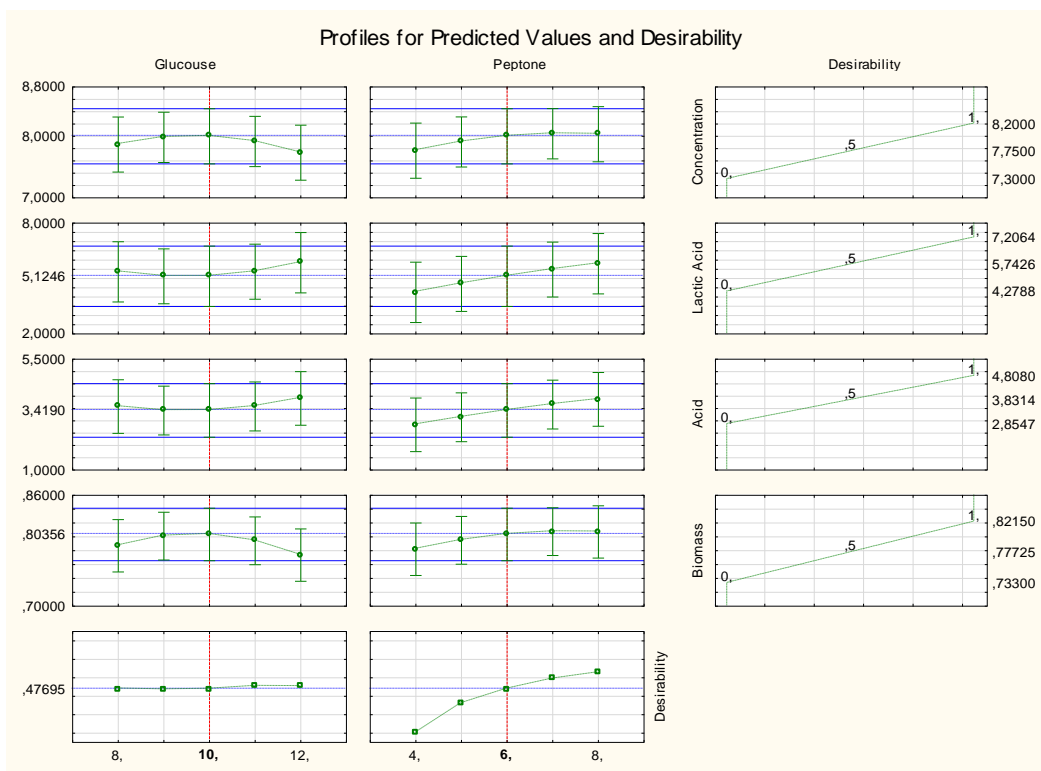 Profiles for Predicted Values and Desirability
Glucouse Peptone Desirability
8,8000
8,0000
7,0000
Concentration
0, ,5 1,
8,2000
7,7500
7,3000
8,0000
5,1246
2,0000
Lactic Acid
0, ,5 1,
7,2064
5,7426
4,2788
5,5000
3,4190
1,0000
Acid
0, ,5 1,
4,8080
3,8314
2,8547
,86000
,80356
,70000
Biomass
0, ,5 1,
,82150
,77725
,73300
,47695
Desirability
8, 10, 12, 4, 6, 8,